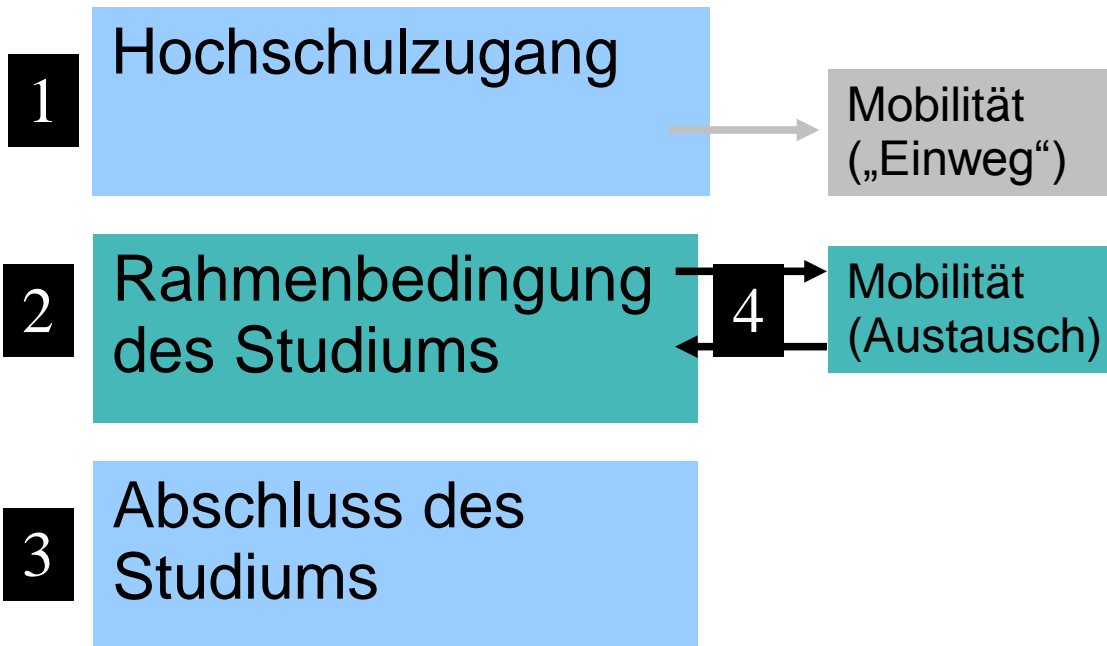 1
Hochschulzugang
Mobilität
(„Einweg“)
2
Rahmenbedingung
des Studiums
4
Mobilität
(Austausch)
3
Abschluss des
Studiums